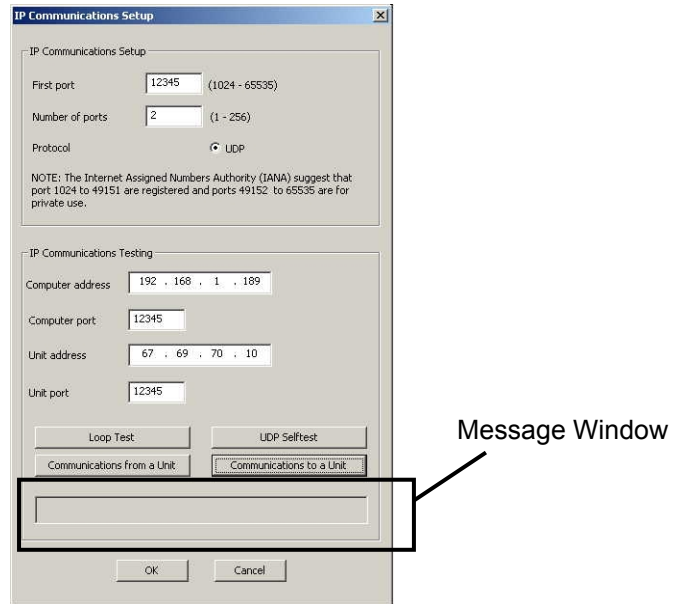 IP Communications Setup
IP Communications Setup
First port 12345 (1024 - 65535)
Number of ports 2 (1 - 256)
Protocol UDP
NOTE: The Internet Assigned Numbers Authority (IANA) suggest that
port 1024 to 49151 are registered and ports 49152 to 65535 are for
private use.
IP Communications Testing
Computer address 192 . 168 . 1 . 189
Computer port 12345
Unit address 67 . 69 . 70 . 10
Unit port 12345
Loop Test UDP Selftest
Communications from a Unit Communications to a Unit
Message Window
OK Cancel